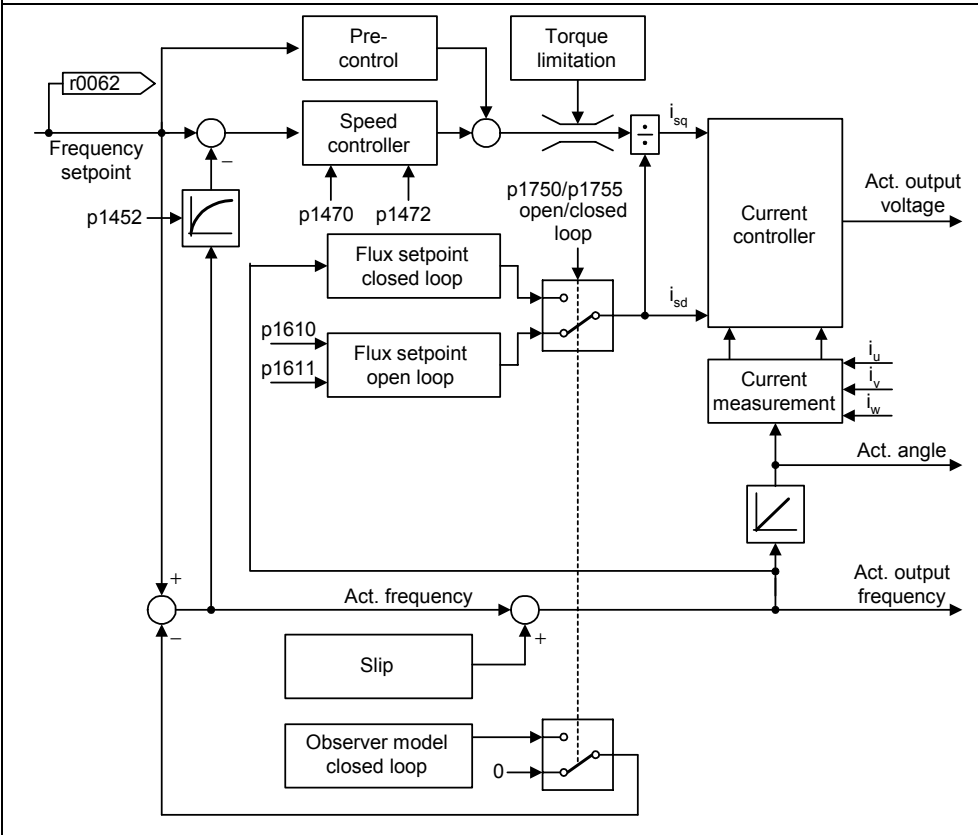 Pre-
control
Torque
limitation
r0062
Frequency
setpoint
Speed
controller
÷
isq
p1452
p1470
p1472
p1750/p1755
open/closed
loop
Current
controller
Act. output
voltage
Flux setpoint
closed loop
isd
p1610
p1611
Flux setpoint
open loop
Current
measurement
iu
iv
iw
Act. angle
Act. frequency
Act. output
frequency
+
−
+
−
Slip
Observer model
closed loop
0